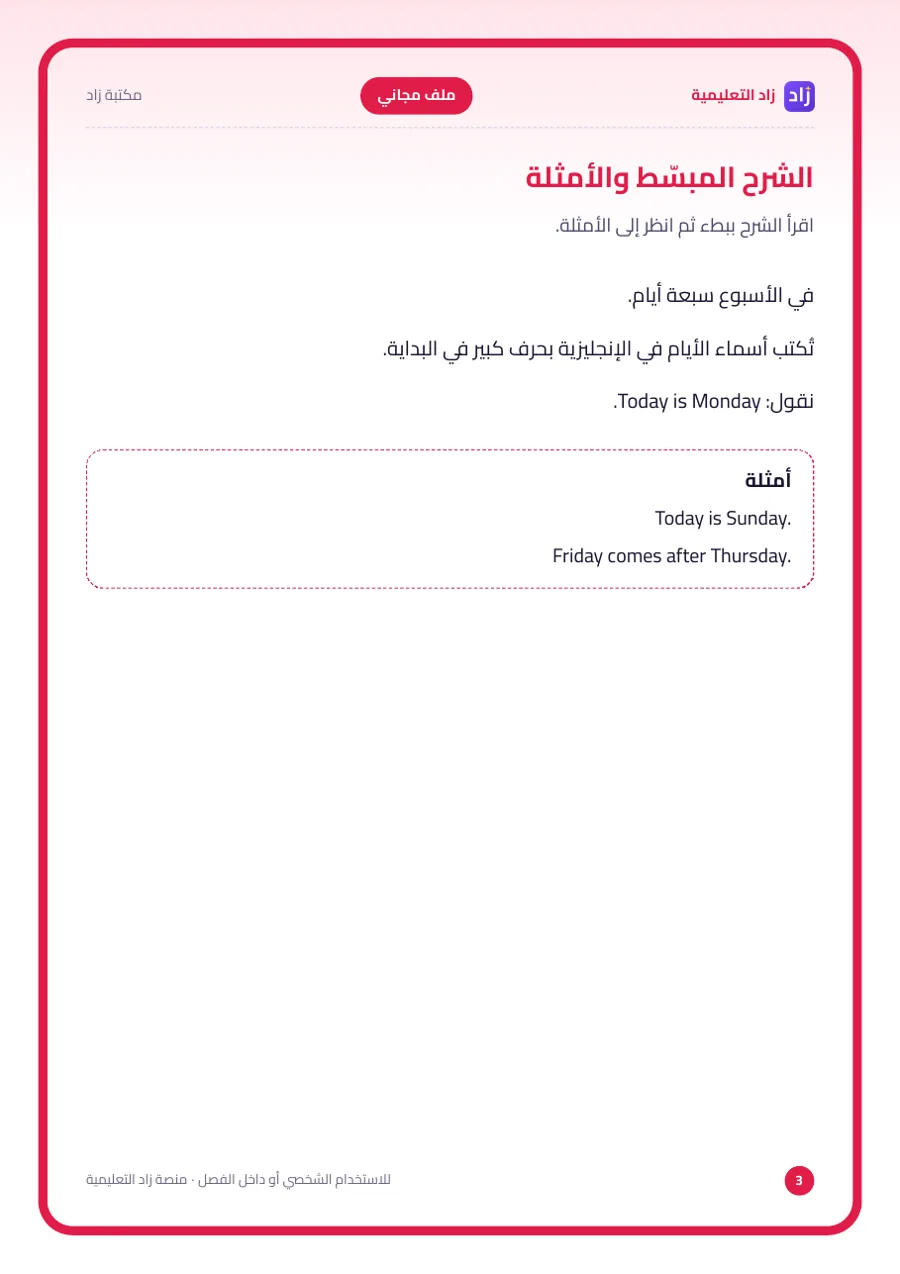 زاد
زاد التعليمية
ملف مجاني
مكتبة زاد
الشرح المبسّط والأمثلة
اقرأ الشرح ببطء ثم انظر إلى الأمثلة.
في الأسبوع سبعة أيام.
تُكتب أسماء الأيام في الإنجليزية بحرف كبير في البداية.
نقول: Today is Monday.
أمثلة
Today is Sunday.
Friday comes after Thursday.
3
للاستخدام الشخصي أو داخل الفصل · منصة زاد التعليمية